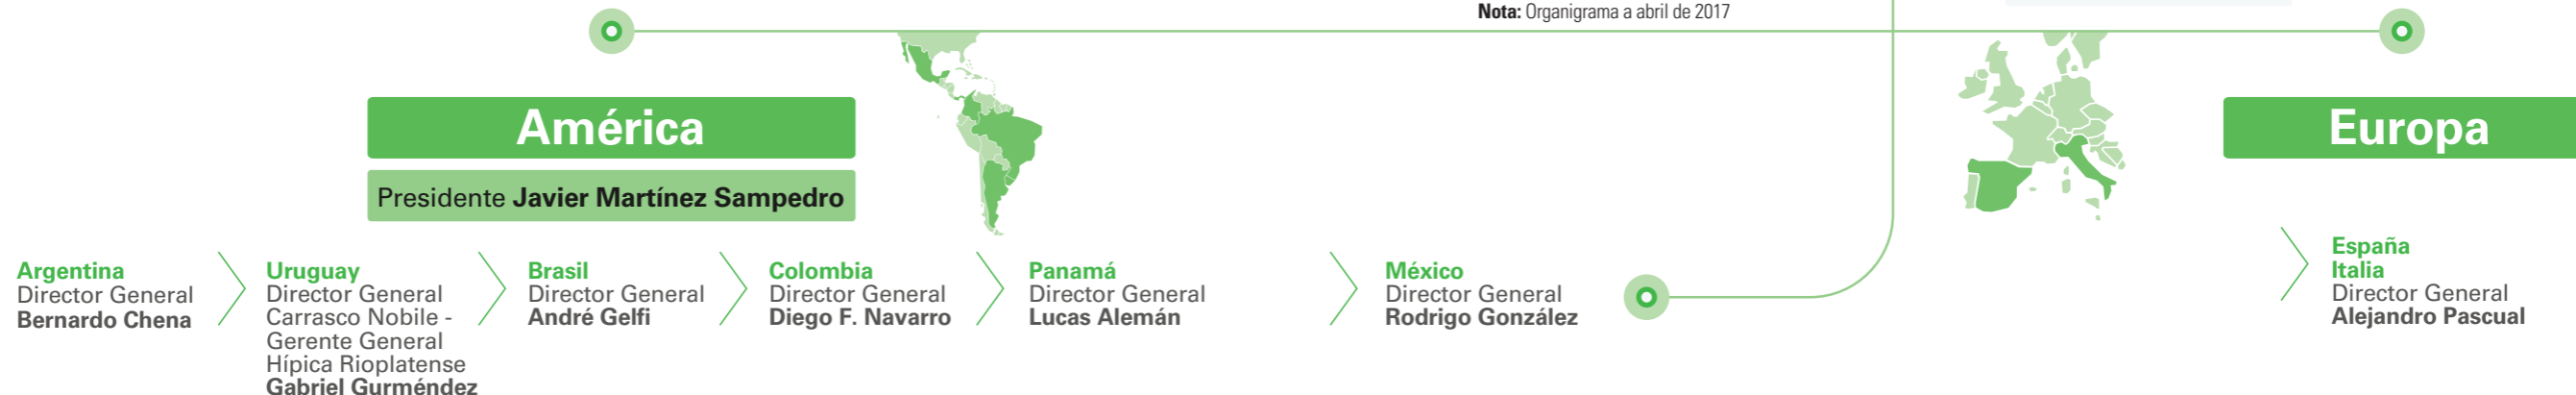 Nota: Organigrama a abril de 2017
América
Presidente Javier Martínez Sampedro
Argentina
Director General
Bernardo Chena
Uruguay
Director General
Carrasco Nobile -
Gerente General
Hípica Rioplatense
Gabriel Gurméndez
Brasil
Director General
André Gelfi
Colombia
Director General
Diego F. Navarro
Panamá
Director General
Lucas Alemán
México
Director General
Rodrigo González
Europa
España
Italia
Director General
Alejandro Pascual